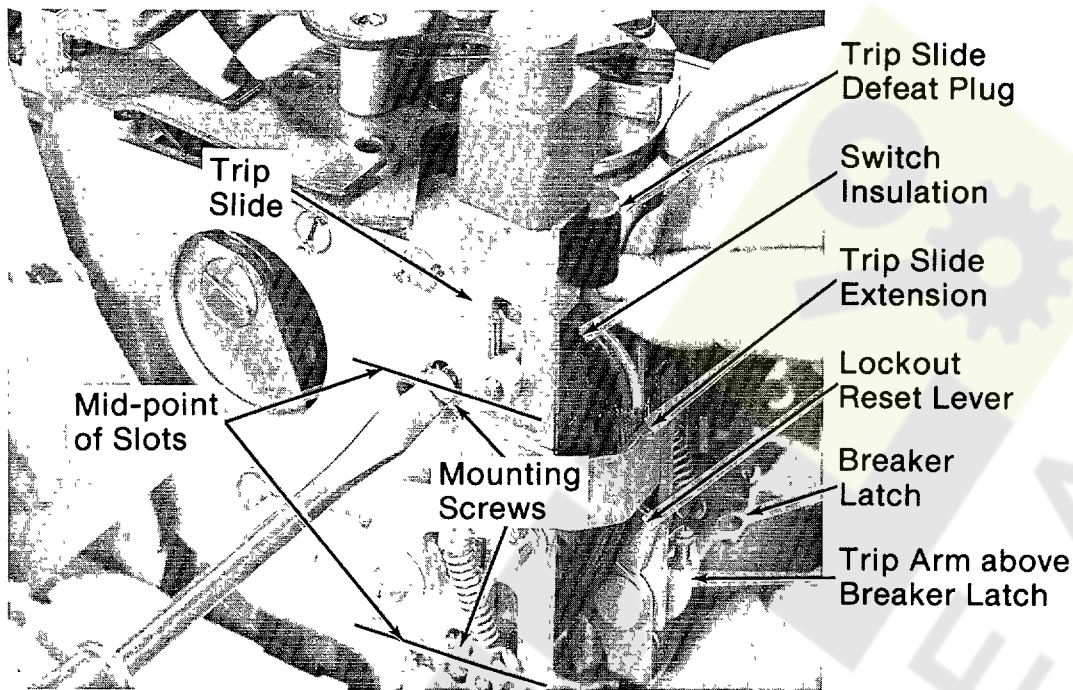 Trip Slide
Defeat Plug
Switch
Insulation
Trip
Slide
Trip Slide
Extension
Lockout
Reset Lever
Mid-point
of Slots
Mounting
Screws
Breaker
Latch
Trip Arm above
Breaker Latch